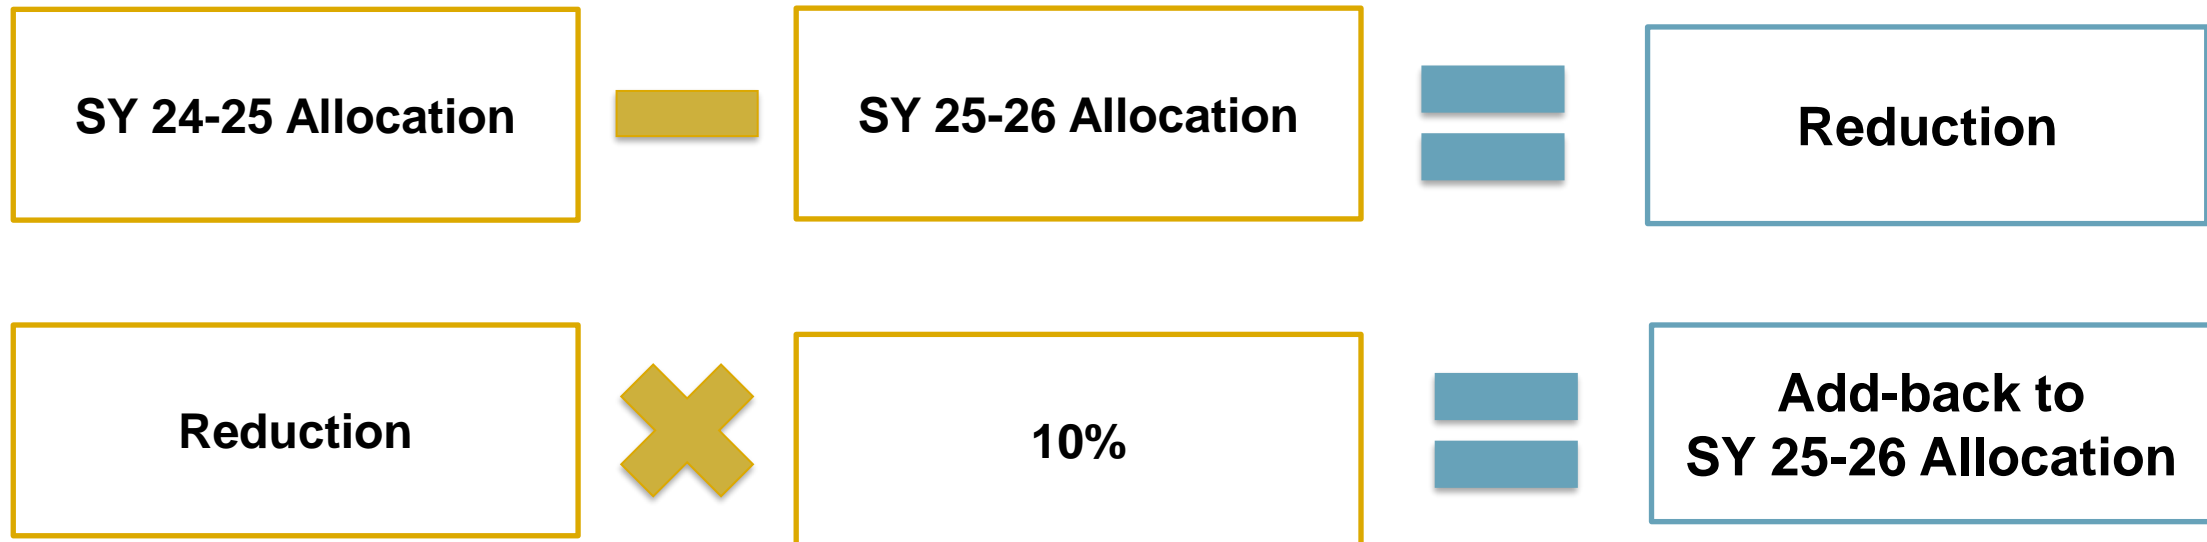 SY 24-25 Allocation
SY 25-26 Allocation
Reduction
Reduction
10%
Add-back to
SY 25-26 Allocation